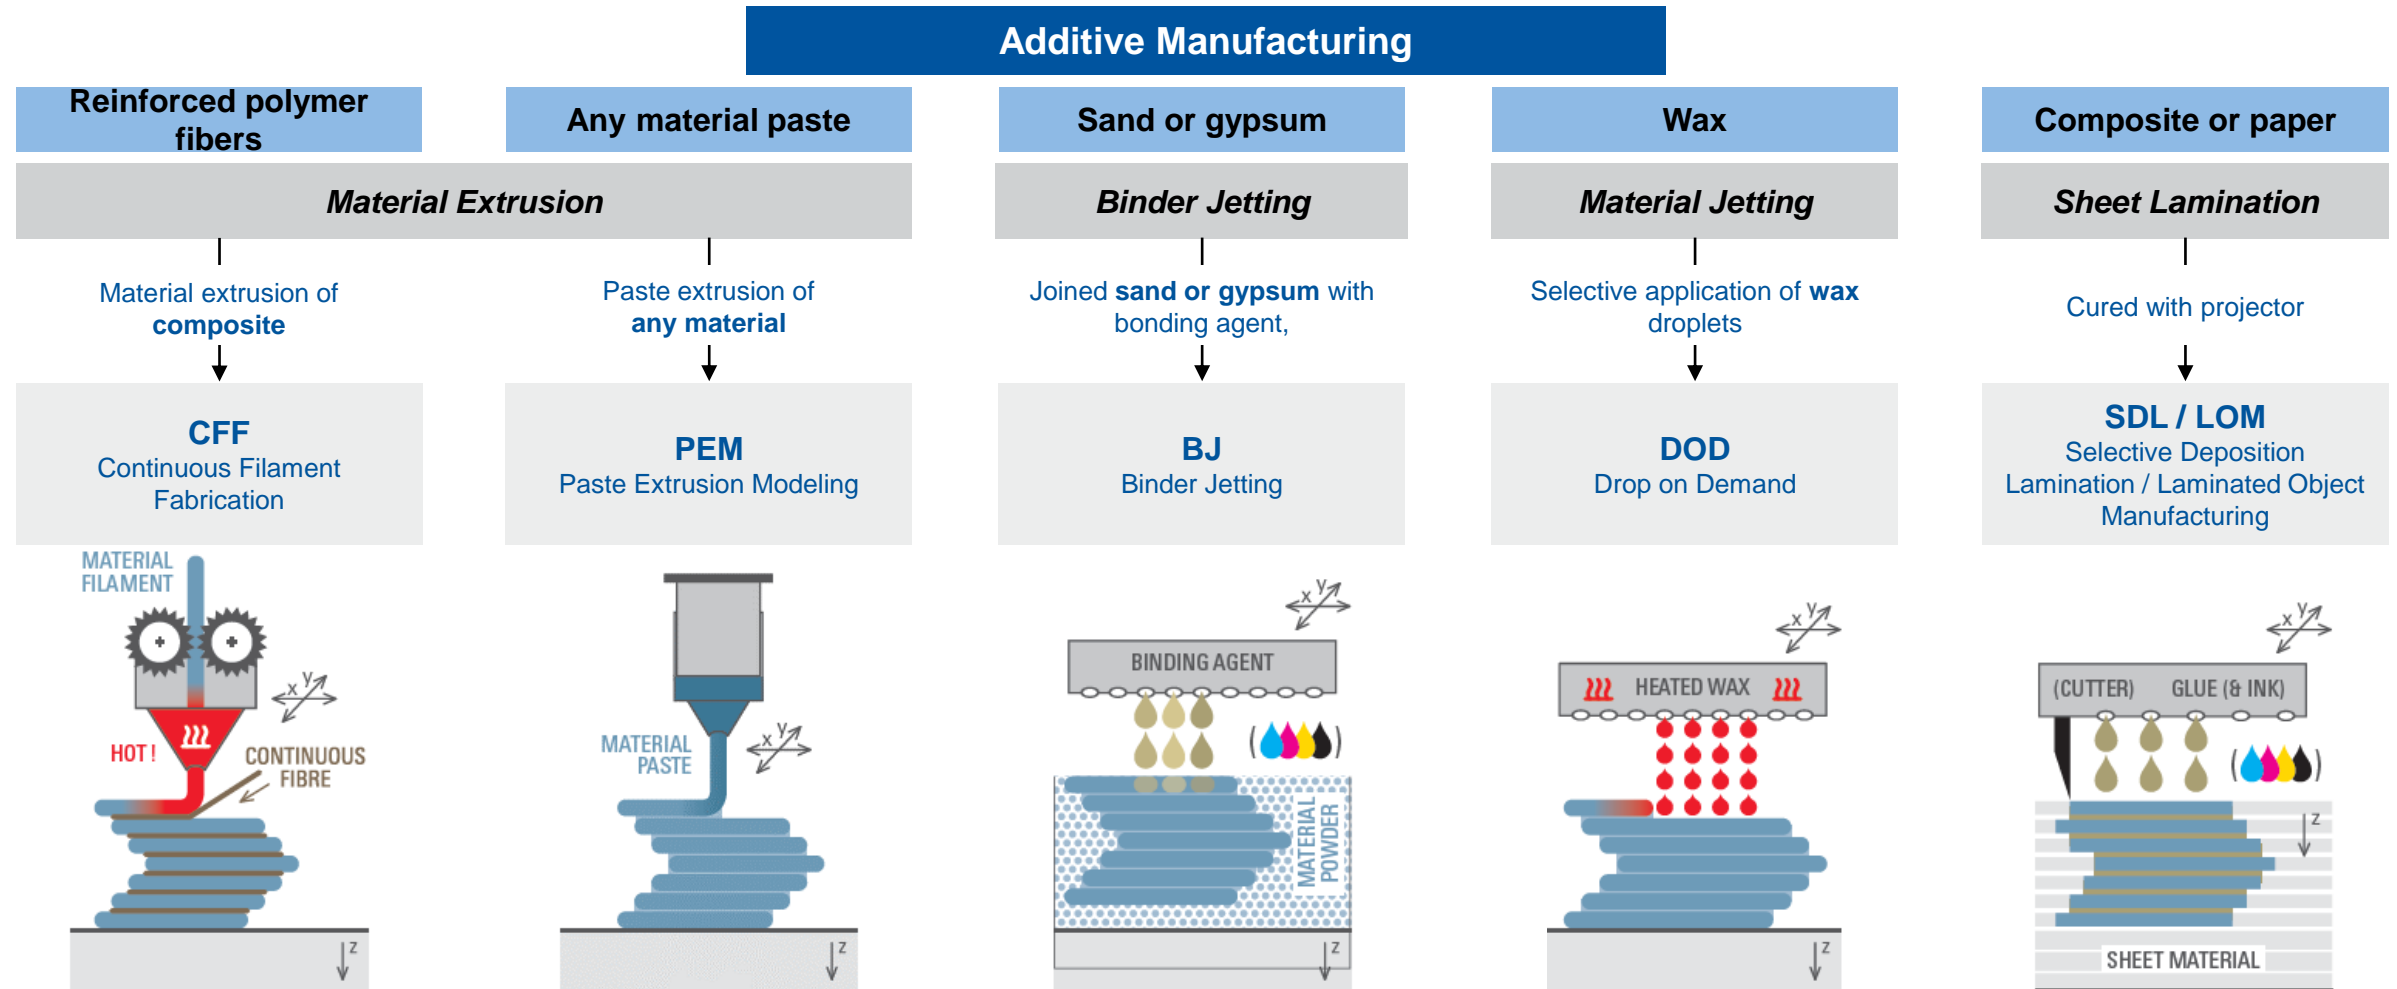 Additive Manufacturing
Reinforced polymer
fibers
Any material paste
Sand or gypsum
Wax
Composite or paper
Material Extrusion
Binder Jetting
Material Jetting
Sheet Lamination
Material extrusion of
composite
Paste extrusion of
any material
Joined sand or gypsum with
bonding agent,
Selective application of wax
droplets
Cured with projector
CFF
Continuous Filament
Fabrication
PEM
Paste Extrusion Modeling
BJ
Binder Jetting
DOD
Drop on Demand
SDL / LOM
Selective Deposition
Lamination / Laminated Object
Manufacturing
MATERIAL
FILAMENT
x y
HOT !
CONTINUOUS
FIBRE
z
MATERIAL
PASTE
x y
z
x y
BINDING AGENT
( )
MATERIAL
POWDER
z
x y
HEATED WAX
z
x y
(CUTTER) GLUE (& INK)
( )
z
SHEET MATERIAL